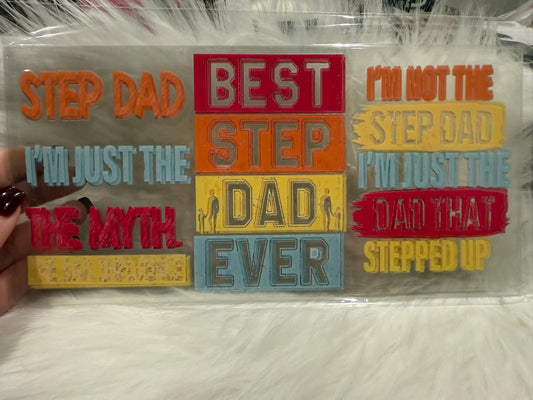 STEP DAD
I'M JUST THE
THE MYTH.
BEST
STEP
DAD
EVER
I'M NOT THE
STEP DAD
I'M JUST THE
DAD THAT
STEPPED UP